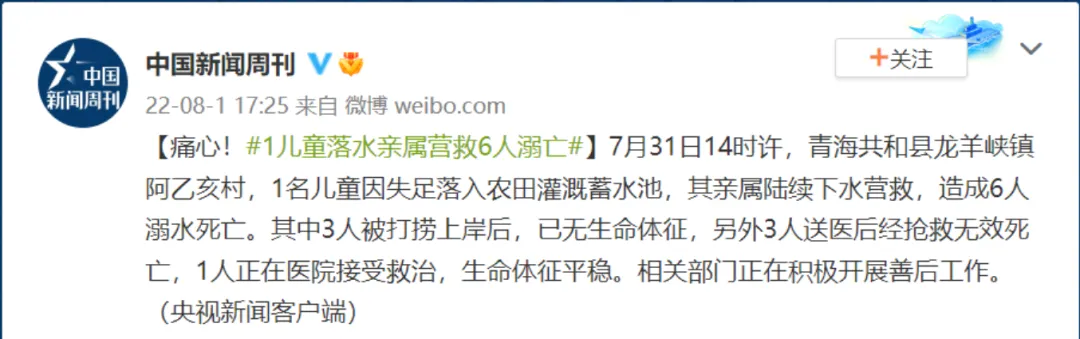 中国
新闻周刊
中国新闻周刊
+关注
22-08-1 17:25 来自 微博 weibo.com
【痛心！#1儿童落水亲属营救6人溺亡#】7月31日14时许，青海共和县龙羊峡镇
阿乙亥村，1名儿童因失足落入农田灌溉蓄水池，其亲属陆续下水营救，造成6人
溺水死亡。其中3人被打捞上岸后，已无生命体征，另外3人送医后经抢救无效死
亡，1人正在医院接受救治，生命体征平稳。相关部门正在积极开展善后工作。
（央视新闻客户端）